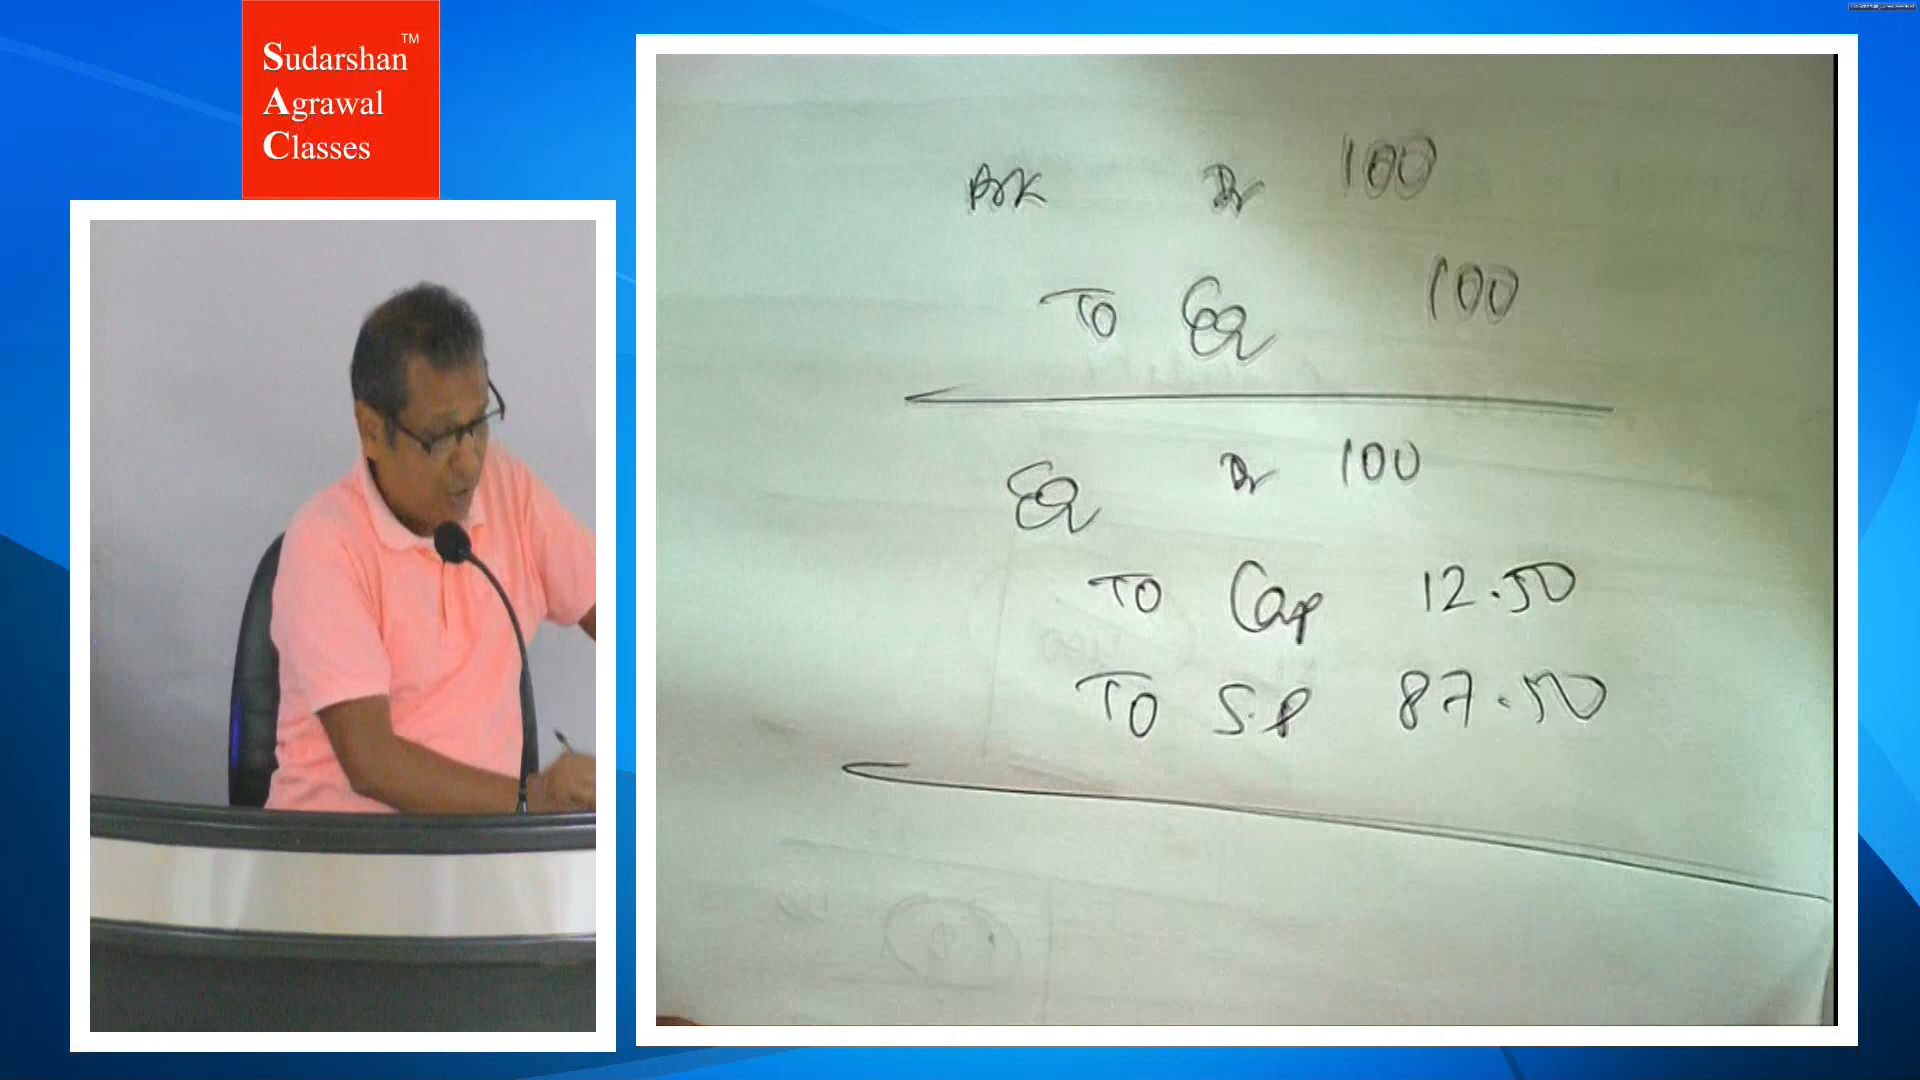 Sudarshan™
Agrawal
Classes
BK Dr 100
To EQ 100
EQ Dr 100
To Cap 12.50
To S.P 87.50